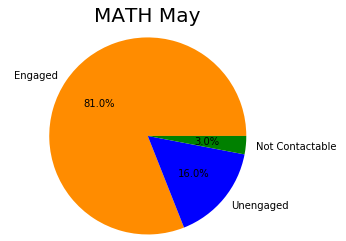 MATH May
Engaged
81.0%
3.0%
Not Contactable
16.0%
Unengaged